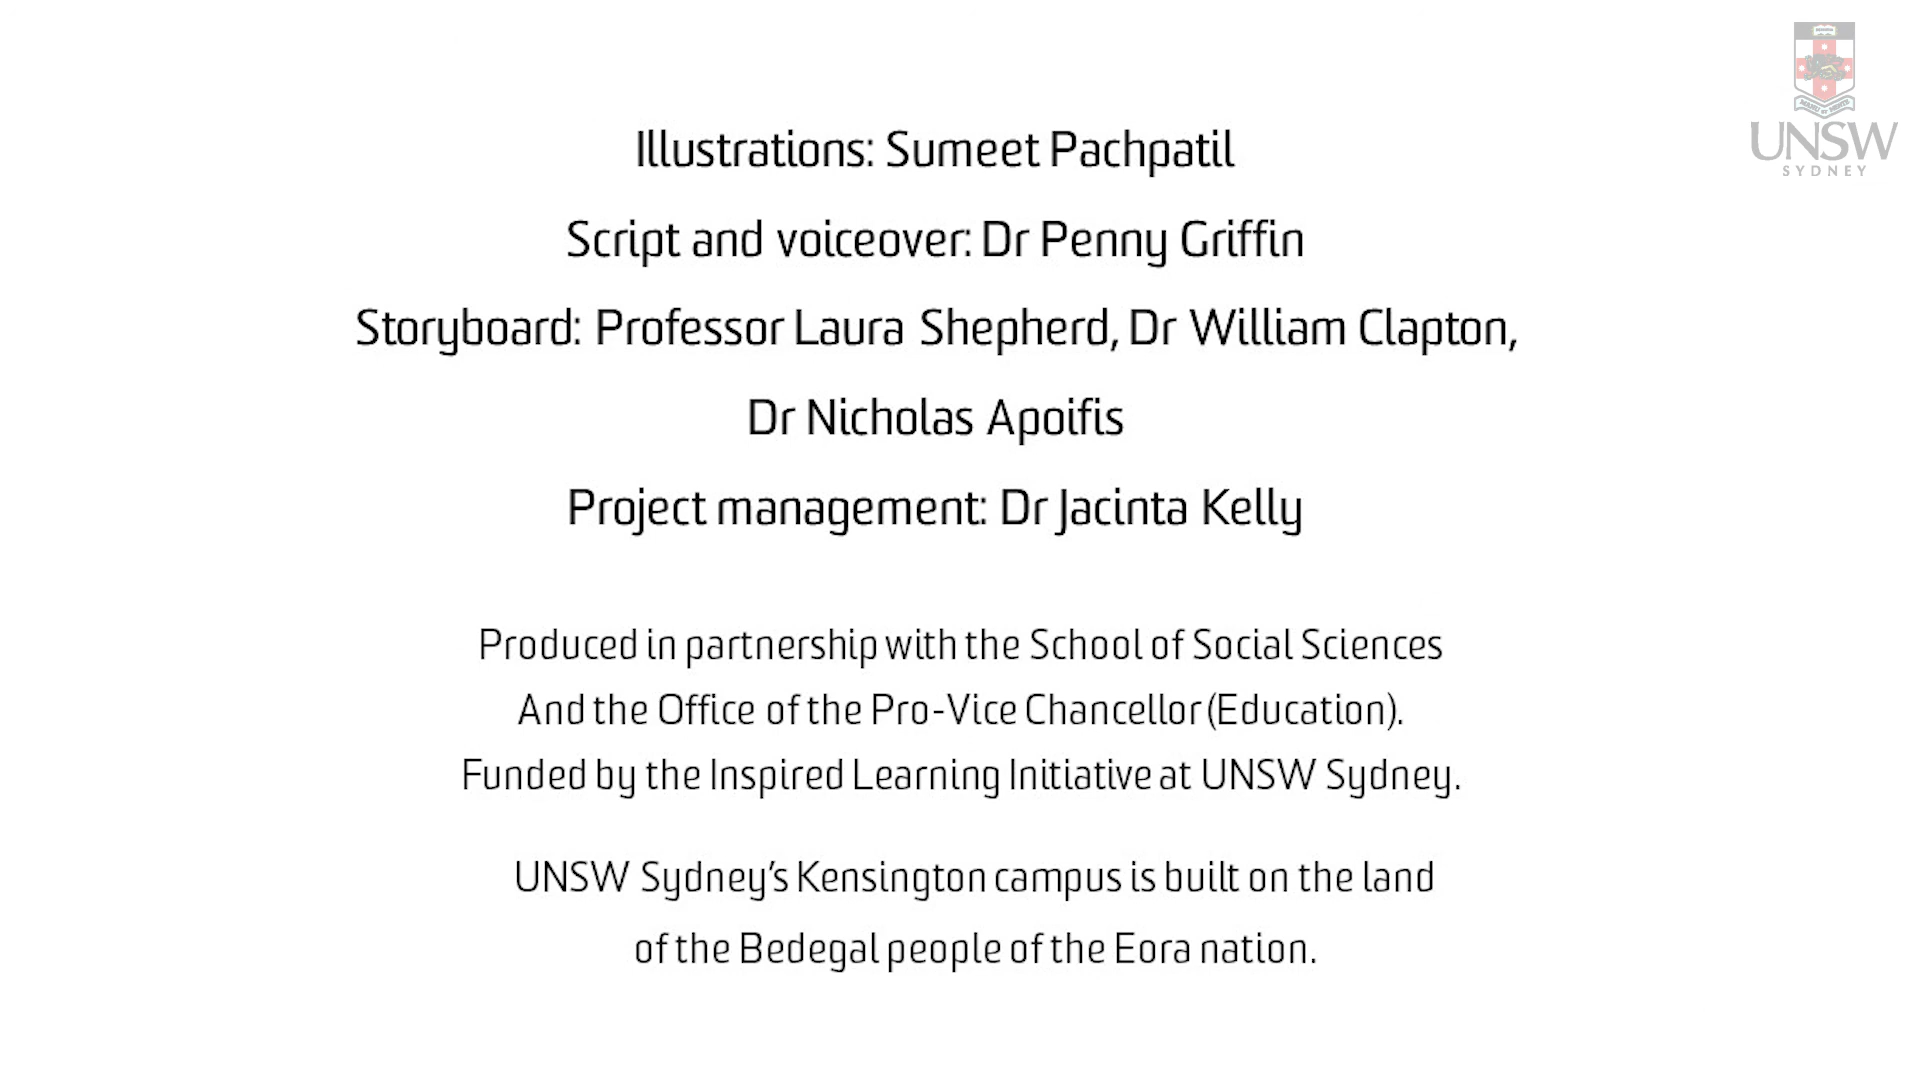 UNSW
SYDNEY
Illustrations: Sumeet Pachpatil
Script and voiceover: Dr Penny Griffin
Storyboard: Professor Laura Shepherd, Dr William Clapton,
Dr Nicholas Apoifis
Project management: Dr Jacinta Kelly
Produced in partnership with the School of Social Sciences
And the Office of the Pro-Vice Chancellor (Education).
Funded by the Inspired Learning Initiative at UNSW Sydney.
UNSW Sydney’s Kensington campus is built on the land
of the Bedegal people of the Eora nation.